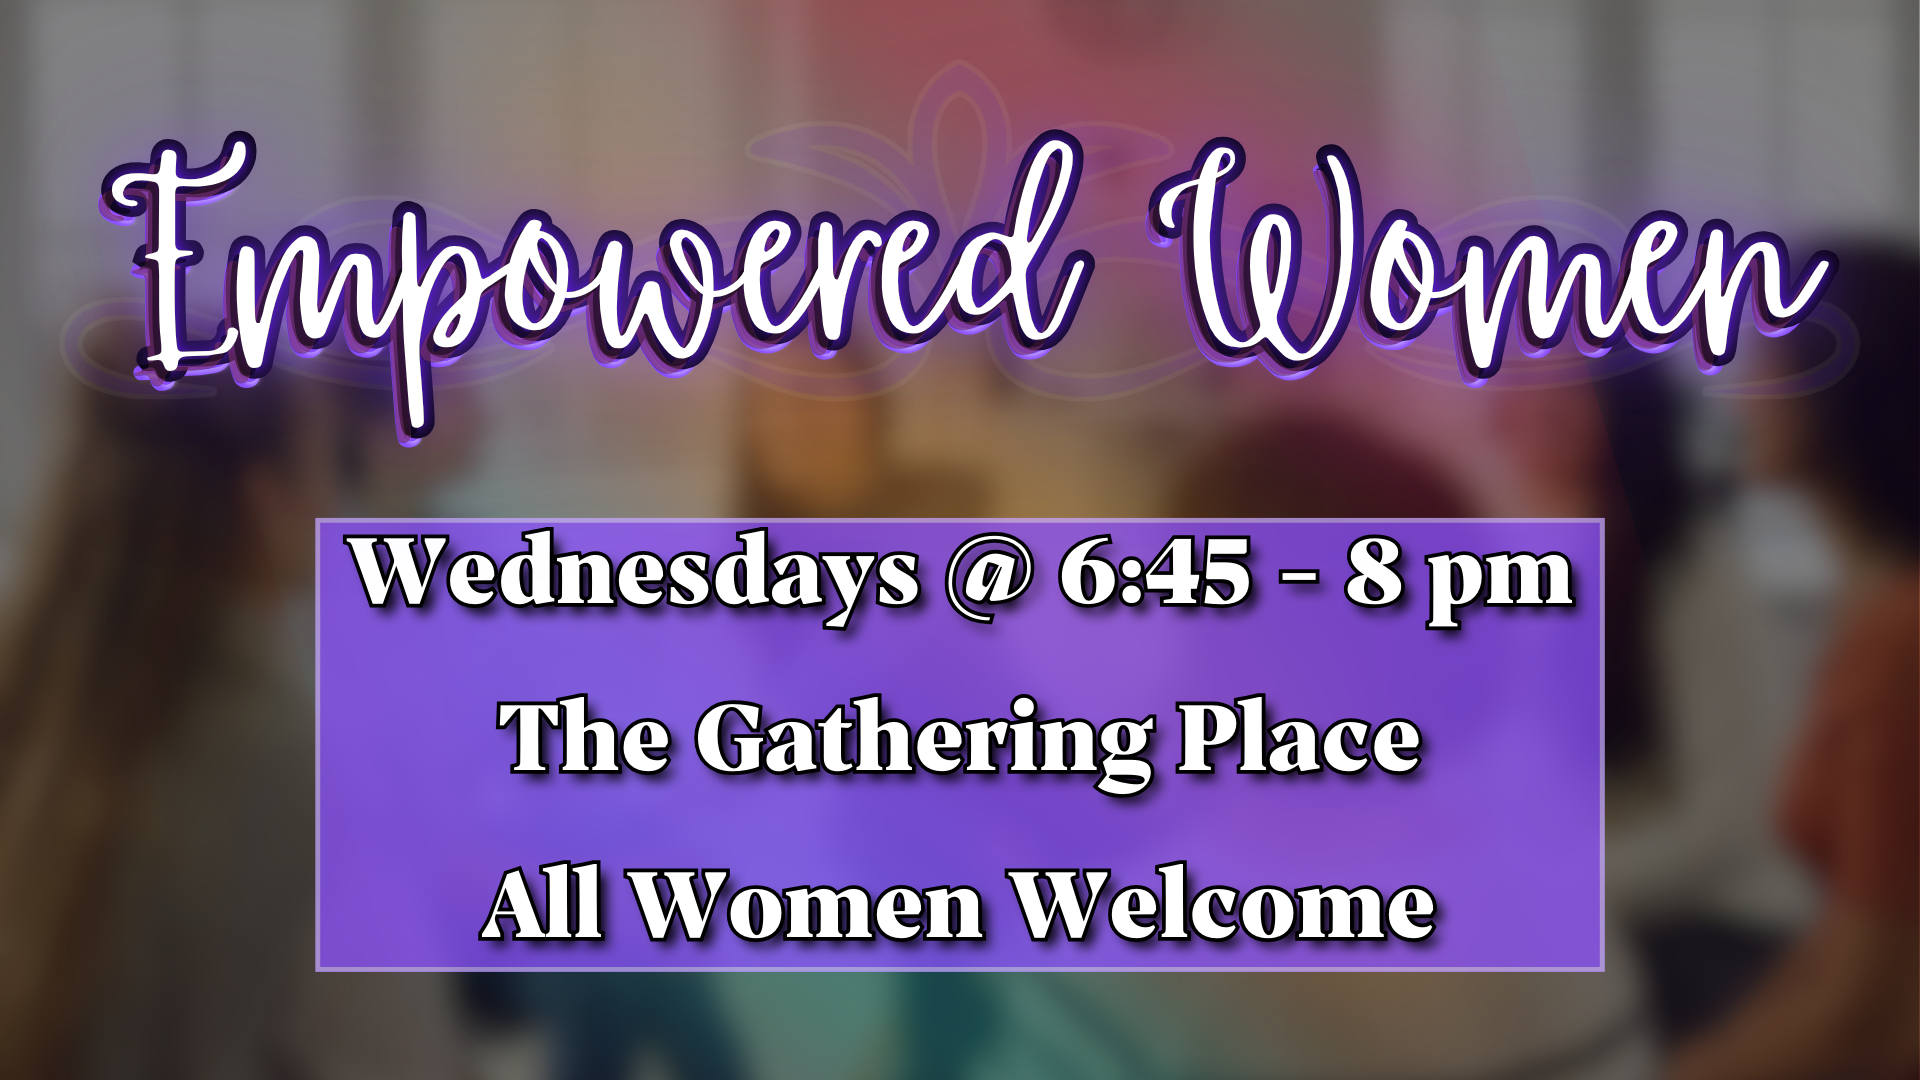 Empowered Women
Wednesdays @ 6:45 - 8 pm
The Gathering Place
All Women Welcome